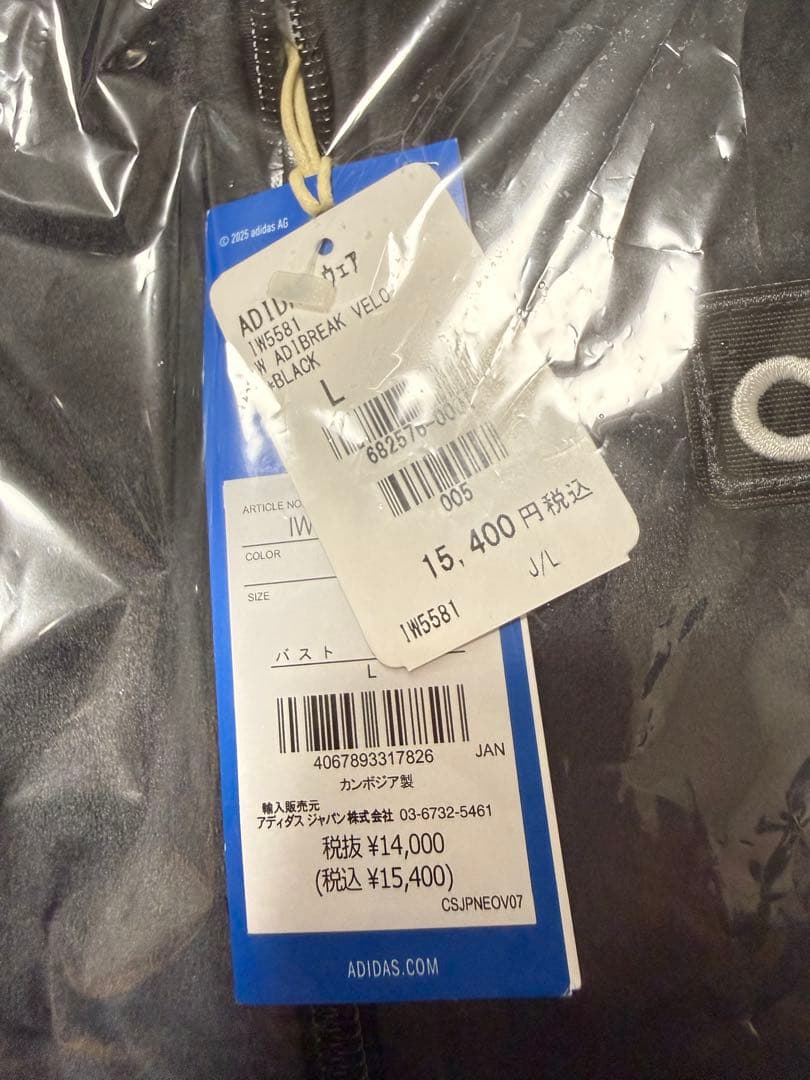 © 2025 adidas AG
ウェア
IW5581
W ADIBREAK VELO
*BLACK
L
005
15,400円税込
J/L
IW5581
ARTICLE NO.
IW
COLOR
SIZE
バスト
L
4067893317826 JAN
カンボジア製
輸入販売元
アディダス ジャパン株式会社 03-6732-5461
税抜 ¥14,000
(税込 ¥15,400)
CSJPNEOV07
ADIDAS.COM